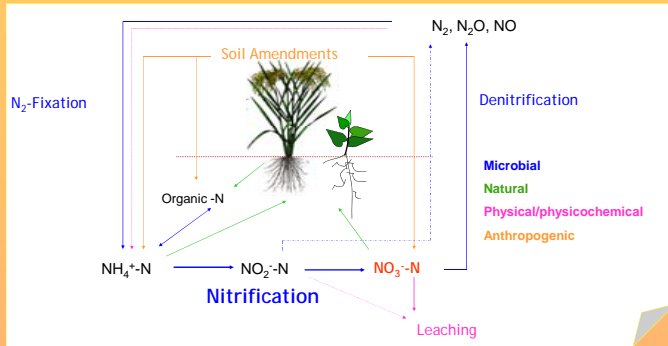 N₂, N₂O, NO
Soil Amendments
N₂-Fixation
Denitrification
Microbial
Natural
Physical/physicochemical
Anthropogenic
Organic -N
NH₄⁺-N
NO₂⁻-N
NO₃⁻-N
Nitrification
Leaching